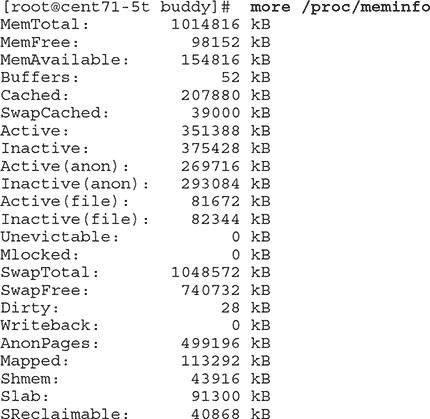 [root@cent71-5t buddy]# more /proc/meminfo
MemTotal: 1014816 kB
MemFree: 98152 kB
MemAvailable: 154816 kB
Buffers: 52 kB
Cached: 207880 kB
SwapCached: 39000 kB
Active: 351388 kB
Inactive: 375428 kB
Active(anon): 269716 kB
Inactive(anon): 293084 kB
Active(file): 81672 kB
Inactive(file): 82344 kB
Unevictable: 0 kB
Mlocked: 0 kB
SwapTotal: 1048572 kB
SwapFree: 740732 kB
Dirty: 28 kB
Writeback: 0 kB
AnonPages: 499196 kB
Mapped: 113292 kB
Shmem: 43916 kB
Slab: 91300 kB
SReclaimable: 40868 kB